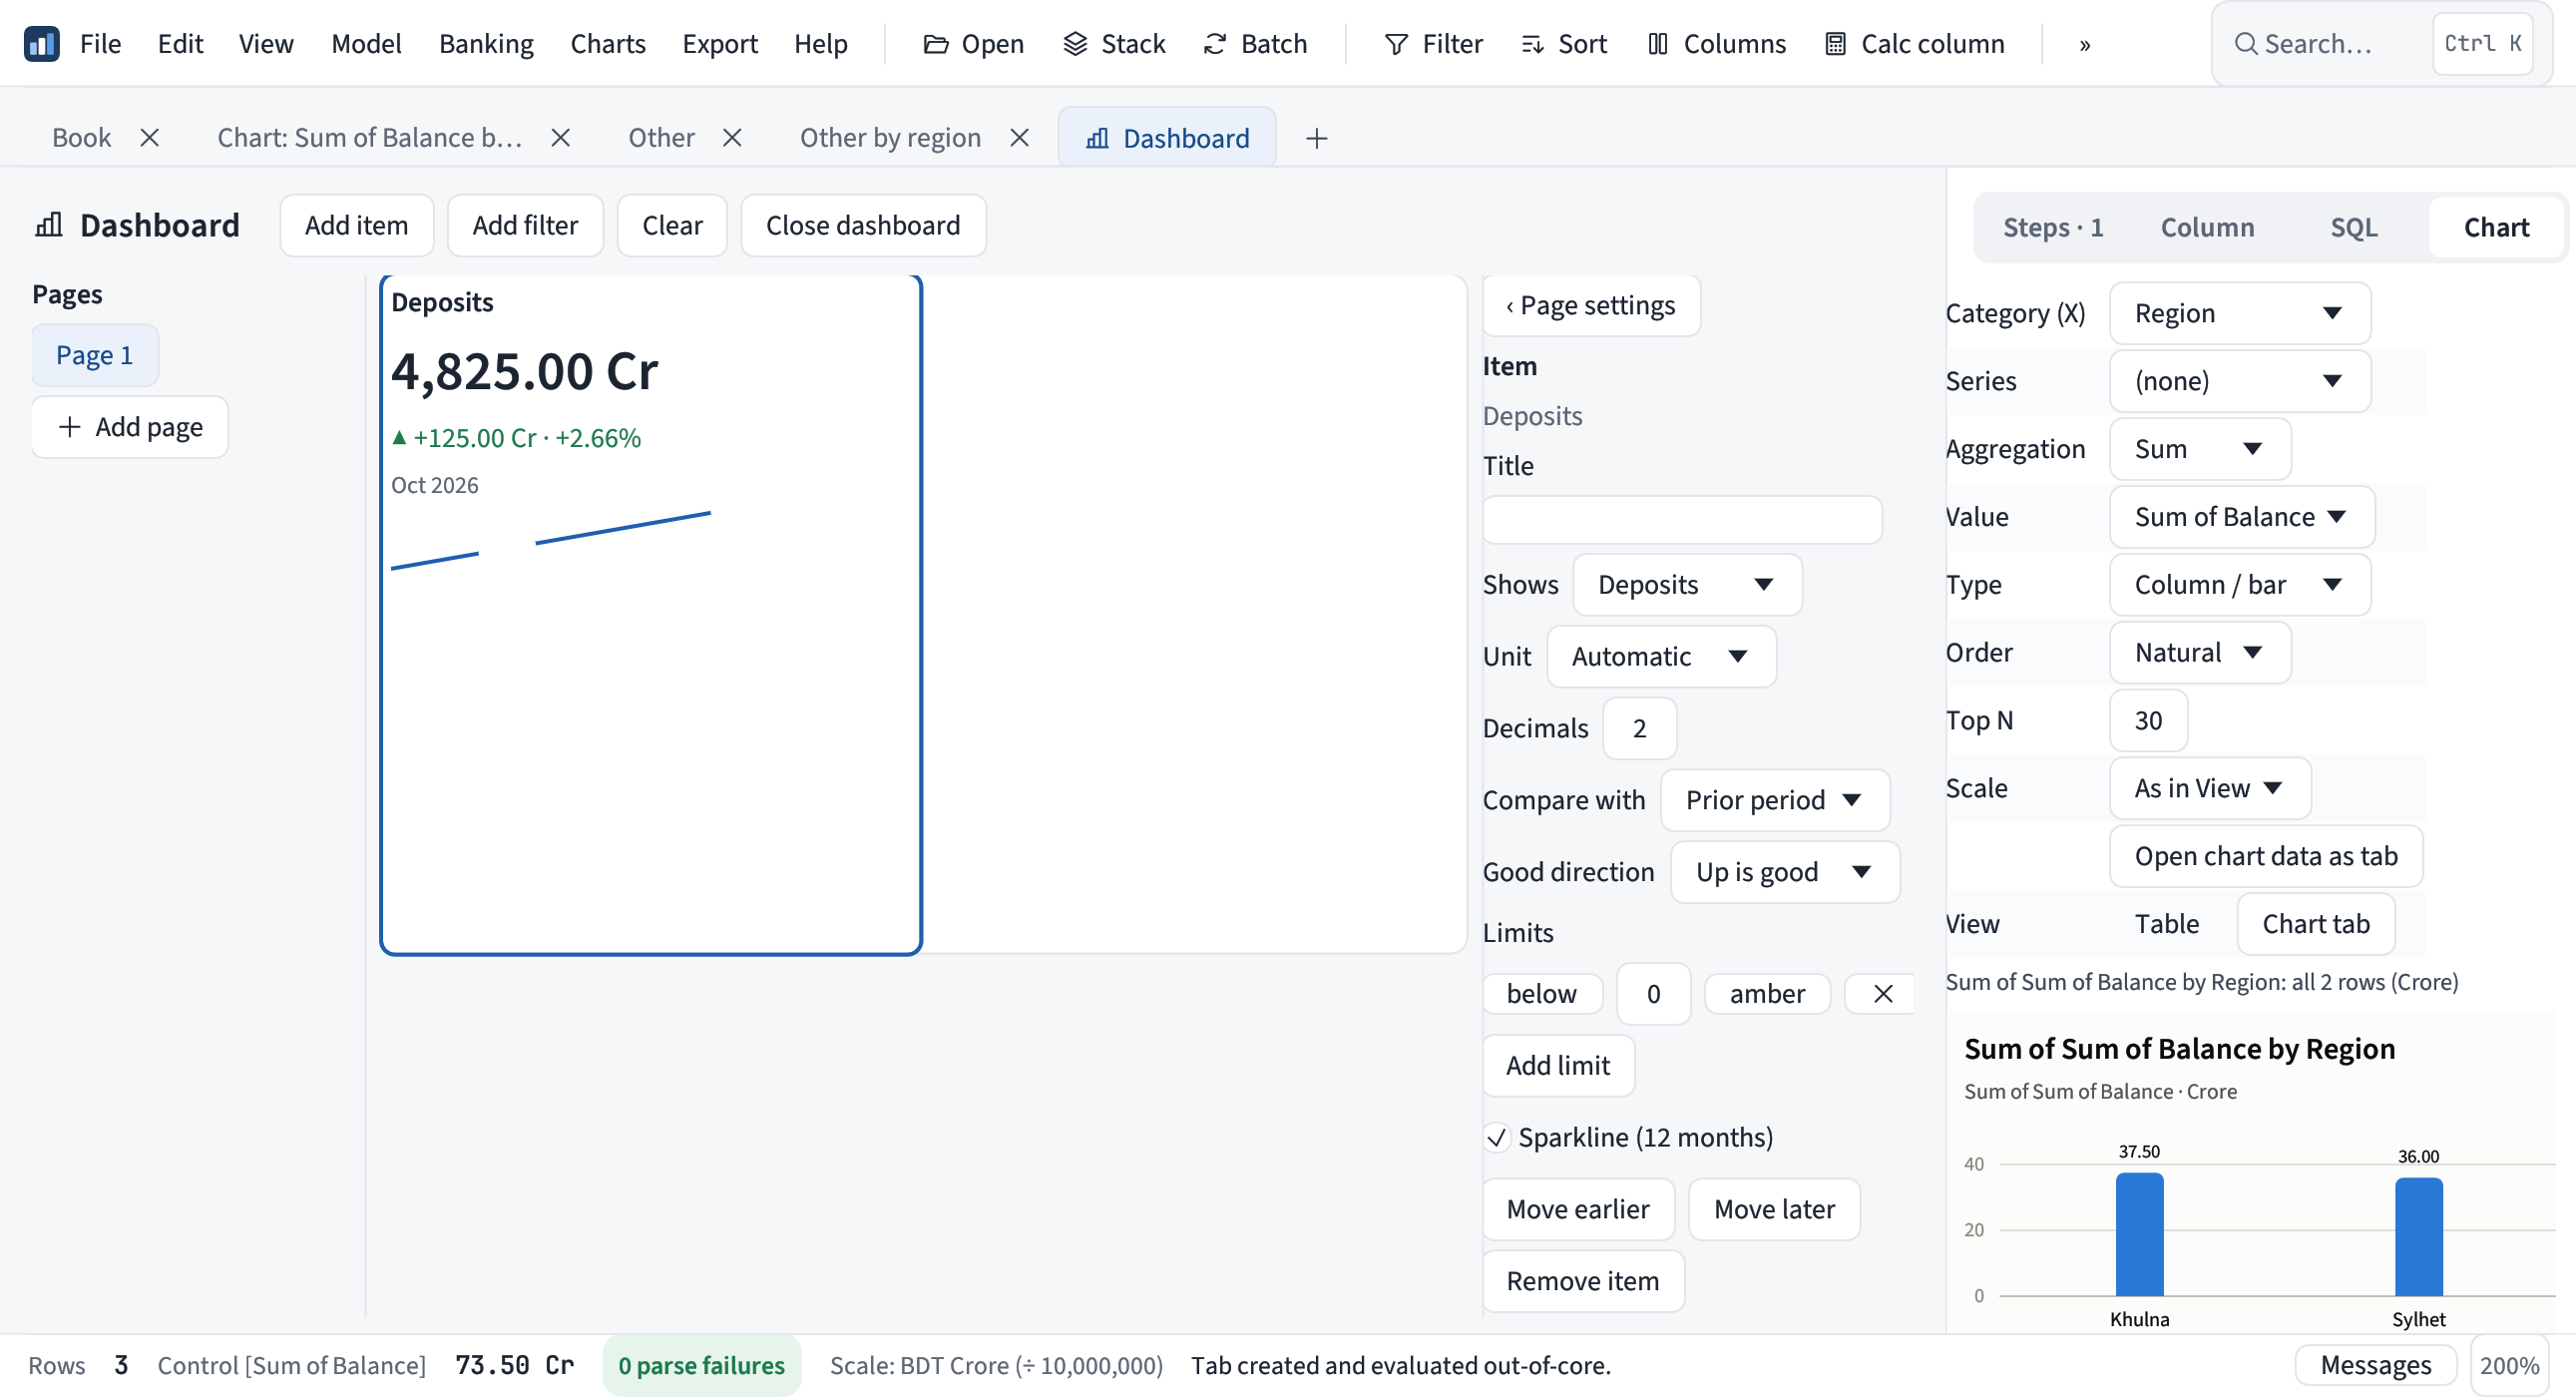 File Edit View Model Banking Charts Export Help Open Stack Batch Filter Sort Columns Calc column » Search… Ctrl K
Book Chart: Sum of Balance b… Other Other by region Dashboard
Dashboard Add item Add filter Clear Close dashboard
Pages
Page 1
Add page
Deposits
4,825.00 Cr
▲ +125.00 Cr · +2.66%
Oct 2026
‹ Page settings
Item
Deposits
Title
Shows Deposits
Unit Automatic
Decimals 2
Compare with Prior period
Good direction Up is good
Limits
below 0 amber
Add limit
Sparkline (12 months)
Move earlier Move later
Remove item
Steps · 1 Column SQL Chart
Category (X) Region
Series (none)
Aggregation Sum
Value Sum of Balance
Type Column / bar
Order Natural
Top N 30
Scale As in View
Open chart data as tab
View Table Chart tab
Sum of Sum of Balance by Region: all 2 rows (Crore)
Sum of Sum of Balance by Region
Sum of Sum of Balance · Crore
37.50 36.00
40
20
0
Khulna Sylhet
Rows 3 Control [Sum of Balance] 73.50 Cr 0 parse failures Scale: BDT Crore (÷ 10,000,000) Tab created and evaluated out-of-core. Messages 200%